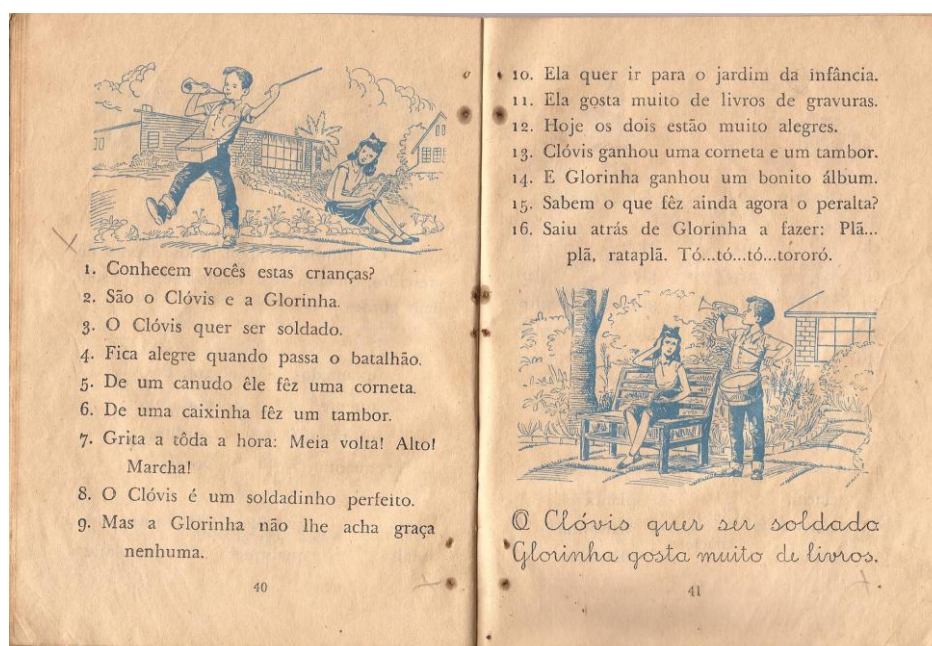 1. Conhecem vocês estas crianças?
2. São o Clóvis e a Glorinha.
3. O Clóvis quer ser soldado.
4. Fica alegre quando passa o batalhão.
5. De um canudo êle fêz uma corneta.
6. De uma caixinha fêz um tambor.
7. Grita a tôda a hora: Meia volta! Alto!
Marcha!
8. O Clóvis é um soldadinho perfeito.
9. Mas a Glorinha não lhe acha graça
nenhuma.
40
10. Ela quer ir para o jardim da infância.
11. Ela gosta muito de livros de gravuras.
12. Hoje os dois estão muito alegres.
13. Clóvis ganhou uma corneta e um tambor.
14. E Glorinha ganhou um bonito álbum.
15. Sabem o que fêz ainda agora o peralta?
16. Saiu atrás de Glorinha a fazer: Plã...
plã, rataplã. Tó...tó...tó...tororó.
O Clóvis quer ser soldado
Glorinha gosta muito de livros.
41